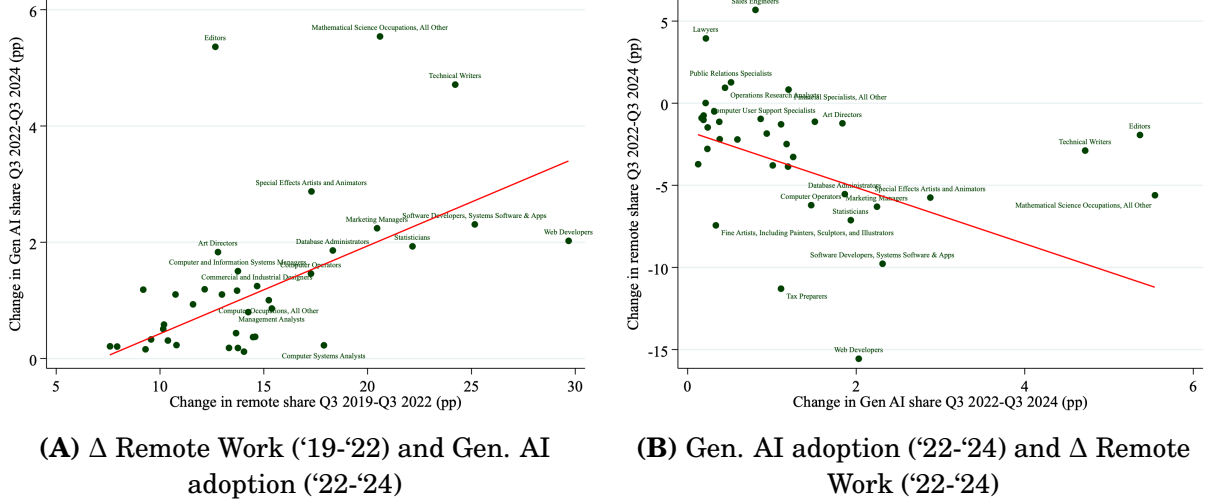 Change in Gen AI share Q3 2022-Q3 2024 (pp)
6
4
2
0
Mathematical Science Occupations, All Other
Editors
Technical Writers
Special Effects Artists and Animators
Software Developers, Systems Software & Apps
Marketing Managers
Web Developers
Statisticians
Art Directors
Database Administrators
Computer and Information Systems Managers
Computer Operators
Commercial and Industrial Designers
Computer Occupations, All Other
Management Analysts
Computer Systems Analysts
5 10 15 20 25 30
Change in remote share Q3 2019-Q3 2022 (pp)
(A) Δ Remote Work (‘19-‘22) and Gen. AI
adoption (‘22-‘24)
Change in remote share Q3 2022-Q3 2024 (pp)
5
0
-5
-10
-15
Sales Engineers
Lawyers
Public Relations Specialists
Operations Research Analysts
Financial Specialists, All Other
Computer User Support Specialists
Art Directors
Editors
Technical Writers
Database Administrators
Special Effects Artists and Animators
Computer Operators
Marketing Managers
Mathematical Science Occupations, All Other
Statisticians
Fine Artists, Including Painters, Sculptors, and Illustrators
Software Developers, Systems Software & Apps
Tax Preparers
Web Developers
0 2 4 6
Change in Gen AI share Q3 2022-Q3 2024 (pp)
(B) Gen. AI adoption (‘22-‘24) and Δ Remote
Work (‘22-‘24)